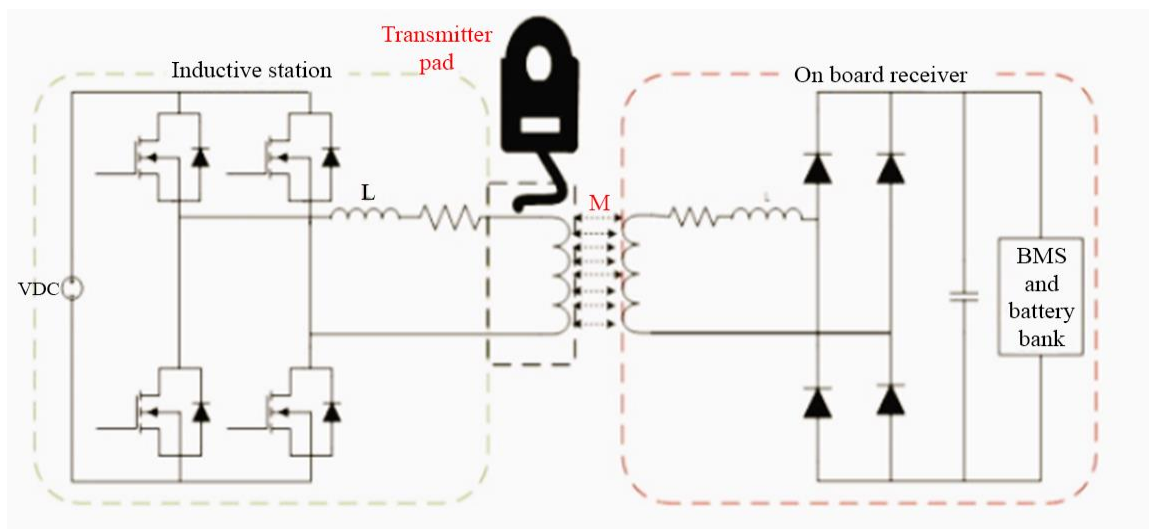 Transmitter
pad
Inductive station
On board receiver
L
M
VDC
BMS
and
battery
bank